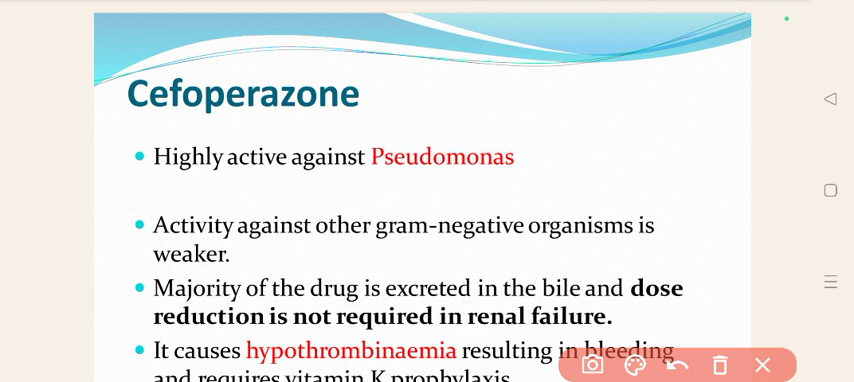 Cefoperazone
• Highly active against Pseudomonas
• Activity against other gram-negative organisms is
weaker.
• Majority of the drug is excreted in the bile and dose
reduction is not required in renal failure.
• It causes hypothrombinaemia resulting in bleeding
and requires vitamin K prophylaxis